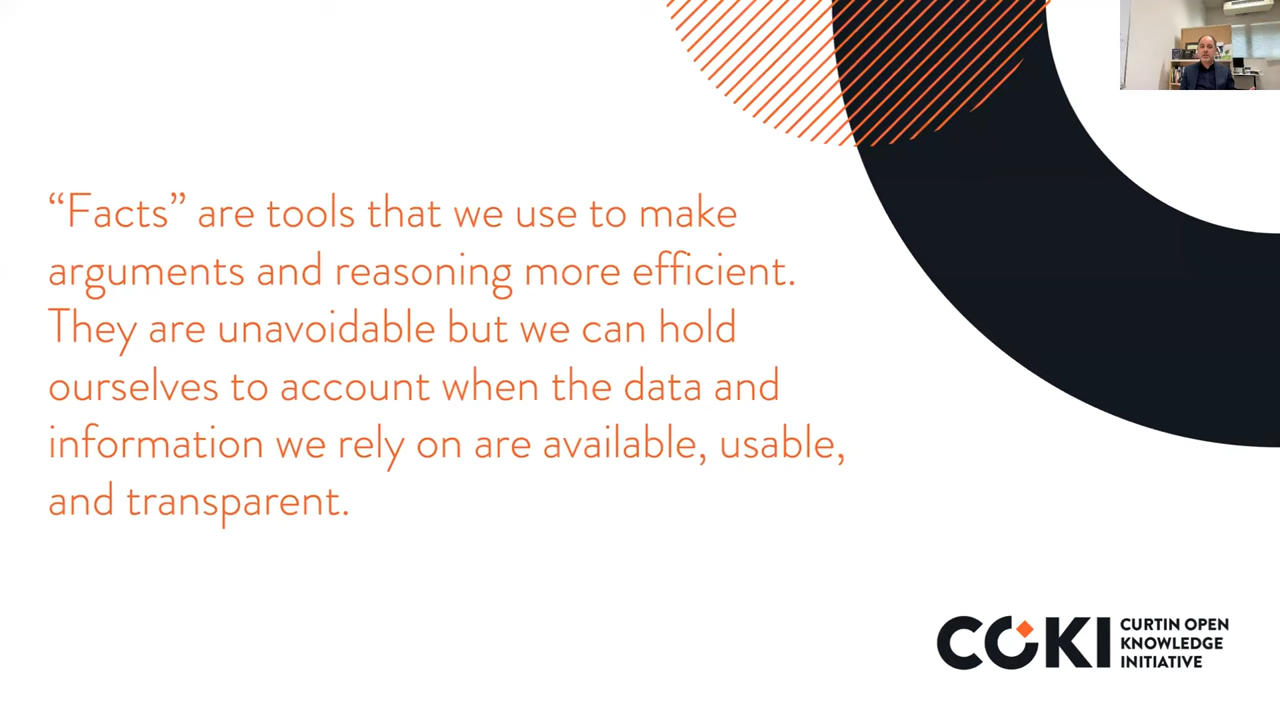 “Facts” are tools that we use to make
arguments and reasoning more efficient.
They are unavoidable but we can hold
ourselves to account when the data and
information we rely on are available, usable,
and transparent.
COKI
CURTIN OPEN
KNOWLEDGE
INITIATIVE